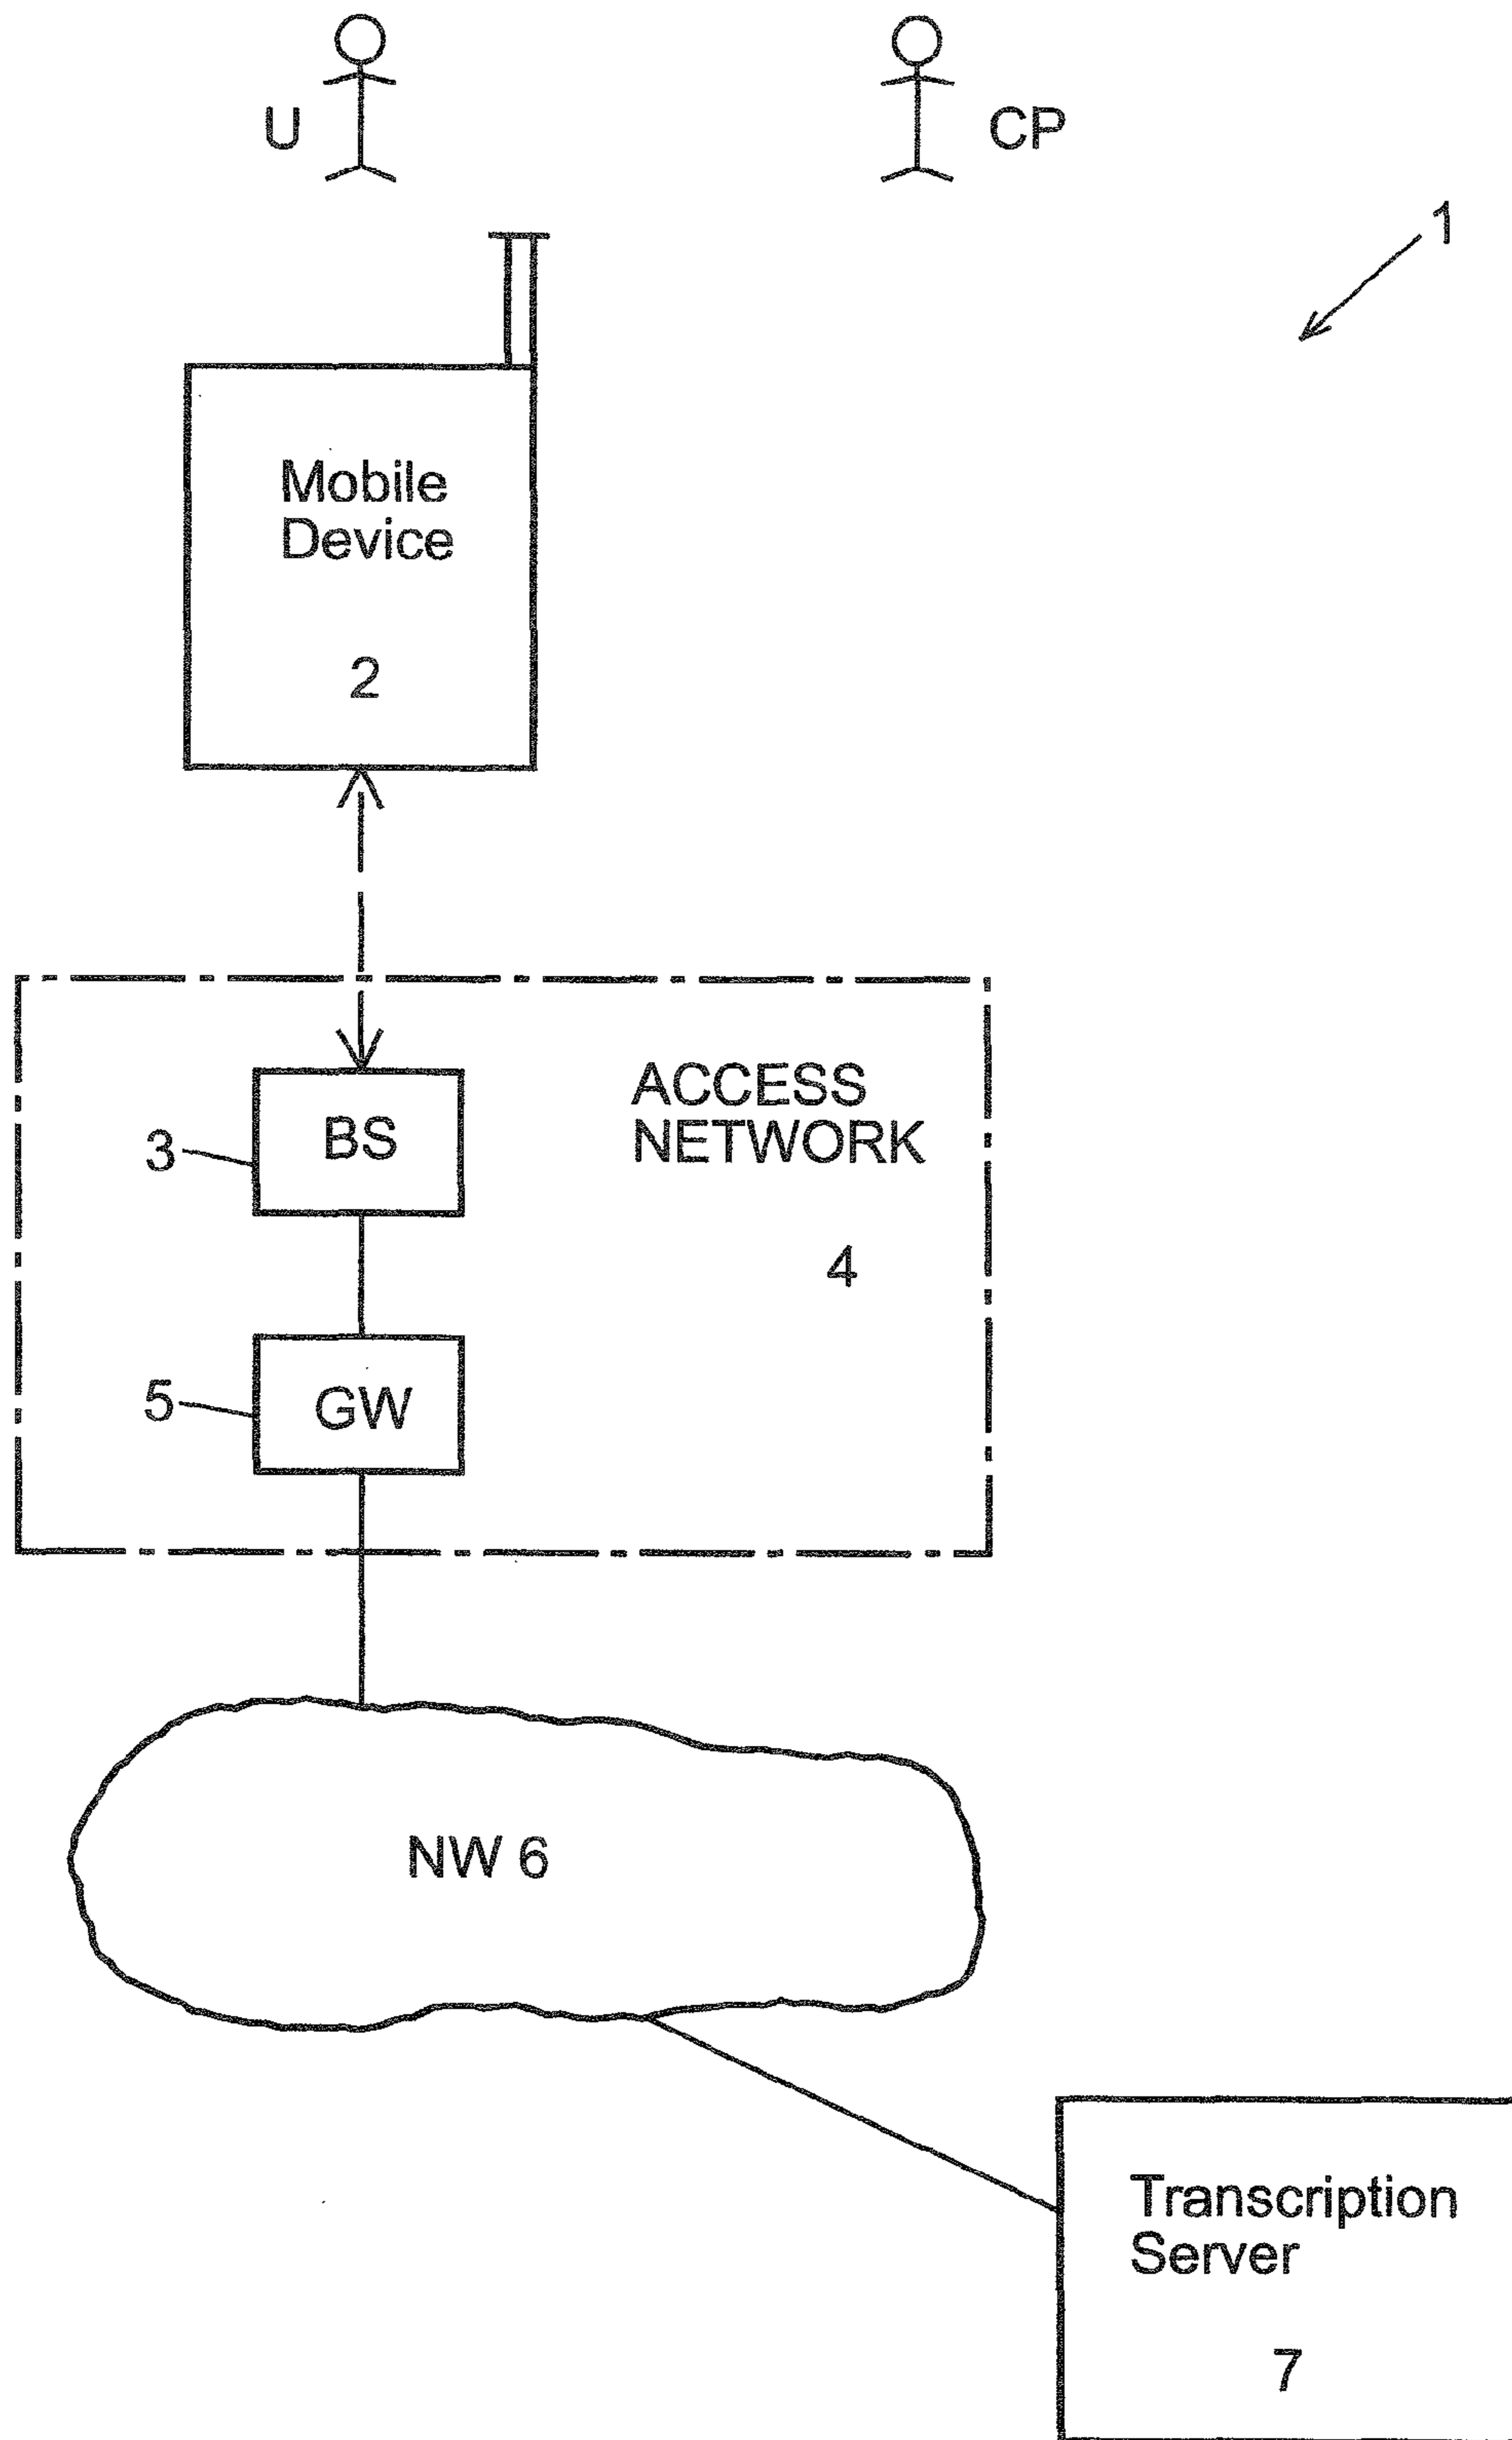 U
CP
1
Mobile
Device
2
ACCESS
NETWORK
3
BS
4
5
GW
NW 6
Transcription
Server
7